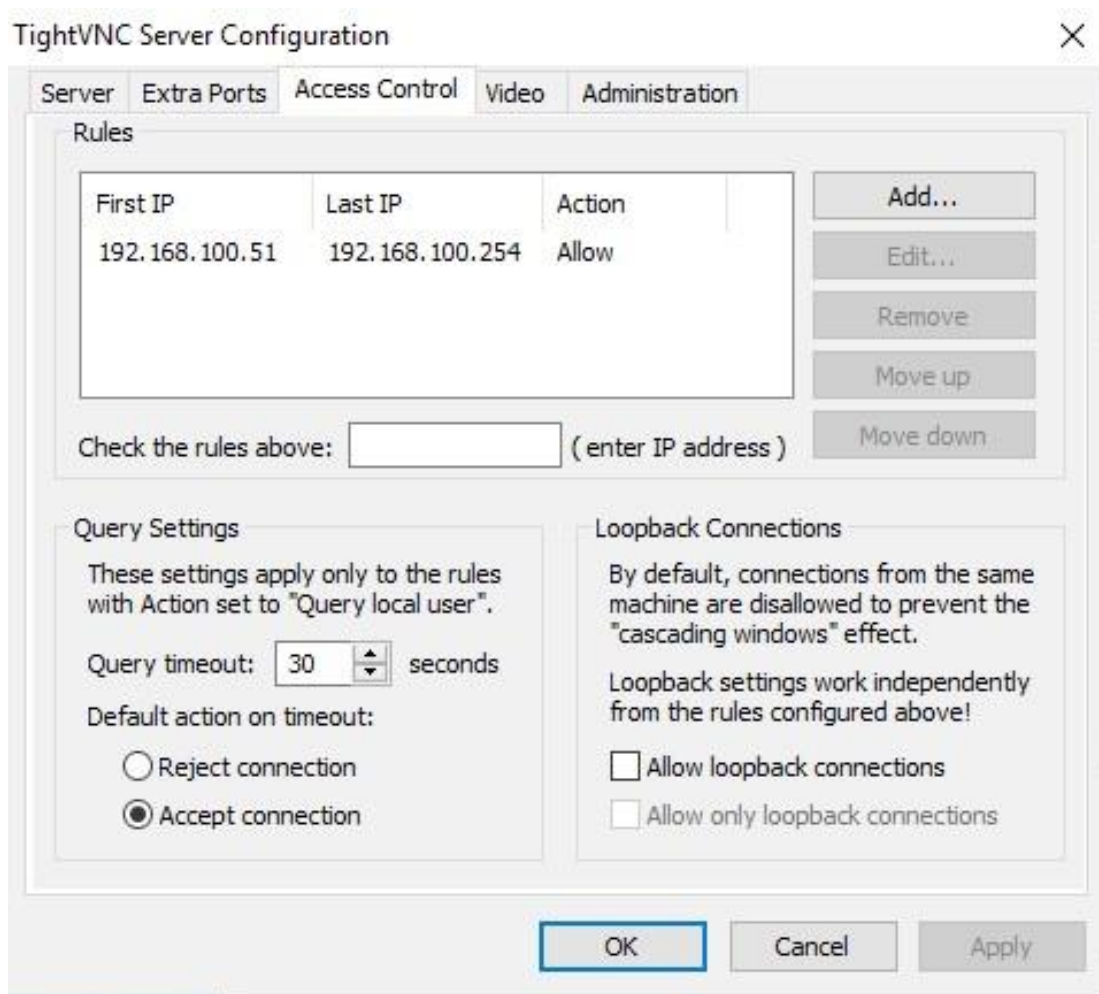 TightVNC Server Configuration
Server Extra Ports Access Control Video Administration
Rules
First IP Last IP Action
192.168.100.51 192.168.100.254 Allow
Add...
Edit...
Remove
Move up
Move down
Check the rules above: ( enter IP address )
Query Settings
These settings apply only to the rules
with Action set to "Query local user".
Query timeout: 30 seconds
Default action on timeout:
Reject connection
Accept connection
Loopback Connections
By default, connections from the same
machine are disallowed to prevent the
"cascading windows" effect.
Loopback settings work independently
from the rules configured above!
Allow loopback connections
Allow only loopback connections
OK Cancel Apply